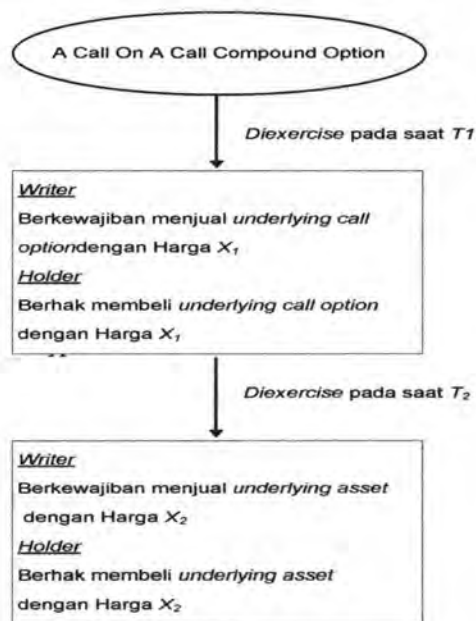 A Call On A Call Compound Option
Diexercise pada saat T1
Writer
Berkewajiban menjual underlying call
optiondengan Harga X₁
Holder
Berhak membeli underlying call option
dengan Harga X₁
Diexercise pada saat T₂
Writer
Berkewajiban menjual underlying asset
dengan Harga X₂
Holder
Berhak membeli underlying asset
dengan Harga X₂